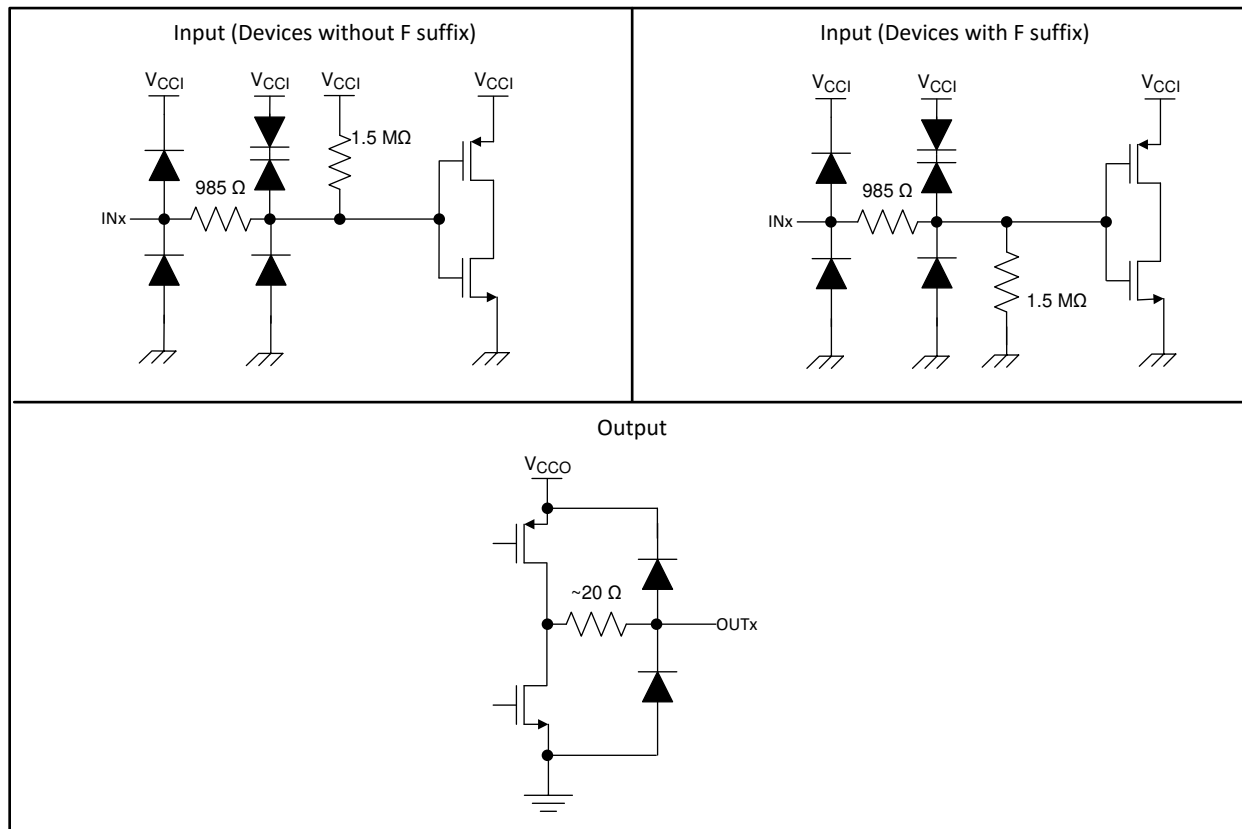 Input (Devices without F suffix)
VCCI VCCI VCCI VCCI
1.5 MΩ
985 Ω
INx
Input (Devices with F suffix)
VCCI VCCI VCCI
985 Ω
INx
1.5 MΩ
Output
VCCO
~20 Ω
OUTx